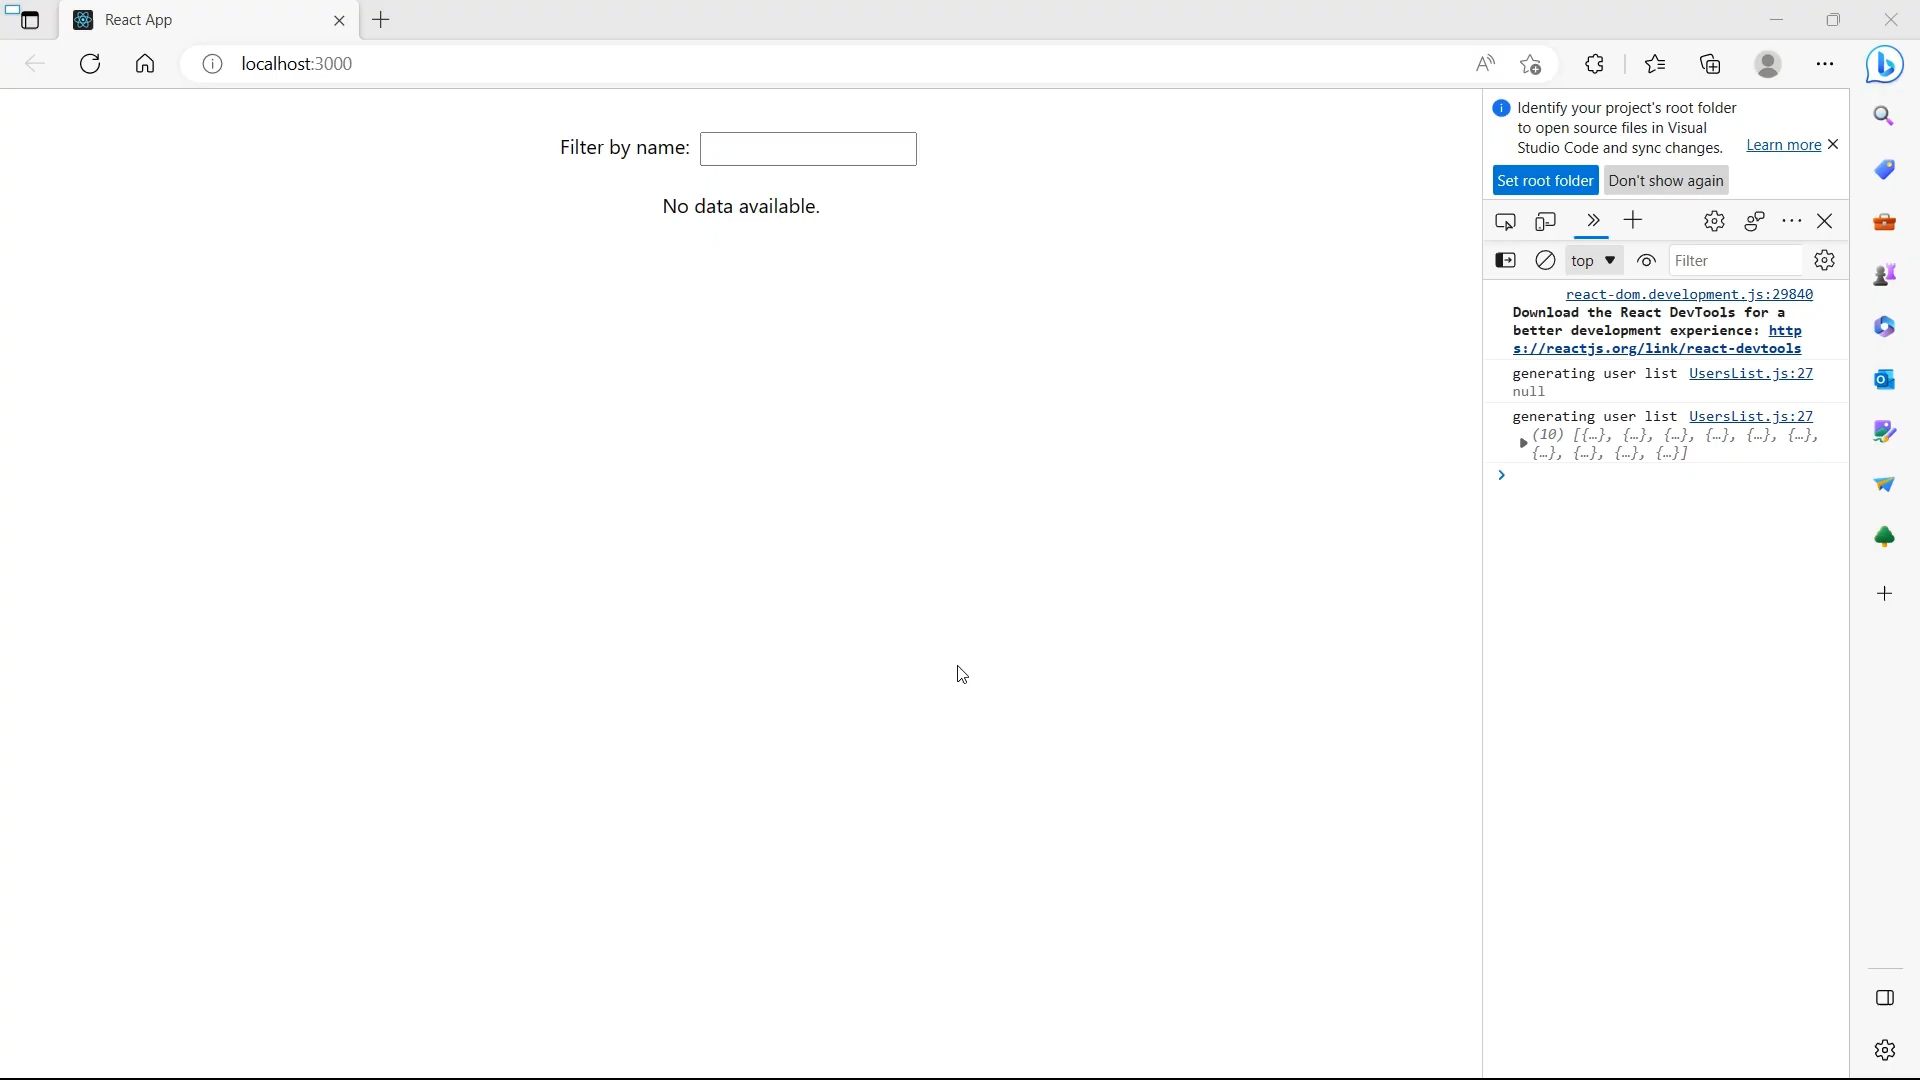 React App
localhost:3000
Filter by name:
No data available.
Identify your project's root folder
to open source files in Visual
Studio Code and sync changes.
Learn more
Set root folder
Don't show again
top
Filter
react-dom.development.js:29840
Download the React DevTools for a
better development experience: http
s://reactjs.org/link/react-devtools
generating user list UsersList.js:27
null
generating user list UsersList.js:27
(10) [{…}, {…}, {…}, {…}, {…}, {…},
{…}, {…}, {…}, {…}]